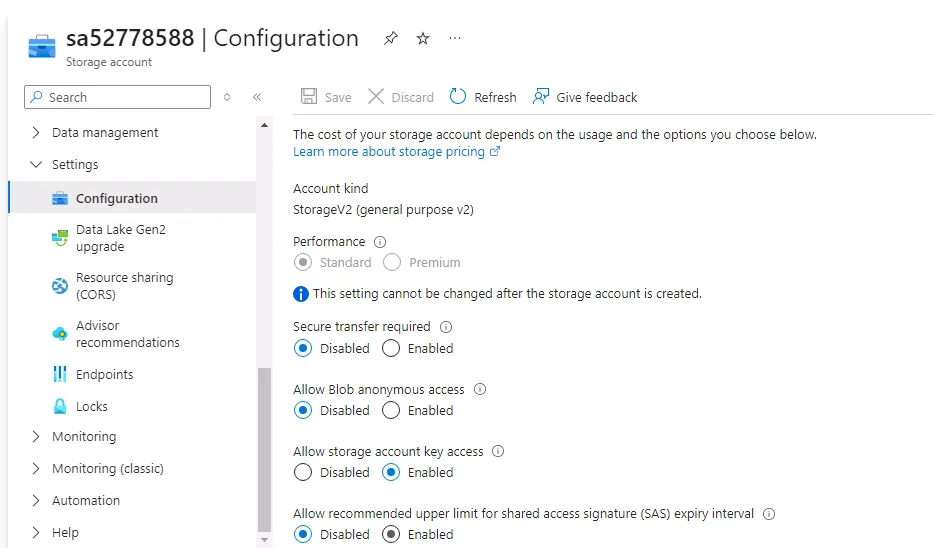 sa52778588 | Configuration
Storage account
Search
Data management
Settings
Configuration
Data Lake Gen2
upgrade
Resource sharing
(CORS)
Advisor
recommendations
Endpoints
Locks
Monitoring
Monitoring (classic)
Automation
Help
Save Discard Refresh Give feedback
The cost of your storage account depends on the usage and the options you choose below.
Learn more about storage pricing
Account kind
StorageV2 (general purpose v2)
Performance
Standard Premium
This setting cannot be changed after the storage account is created.
Secure transfer required
Disabled Enabled
Allow Blob anonymous access
Disabled Enabled
Allow storage account key access
Disabled Enabled
Allow recommended upper limit for shared access signature (SAS) expiry interval
Disabled Enabled